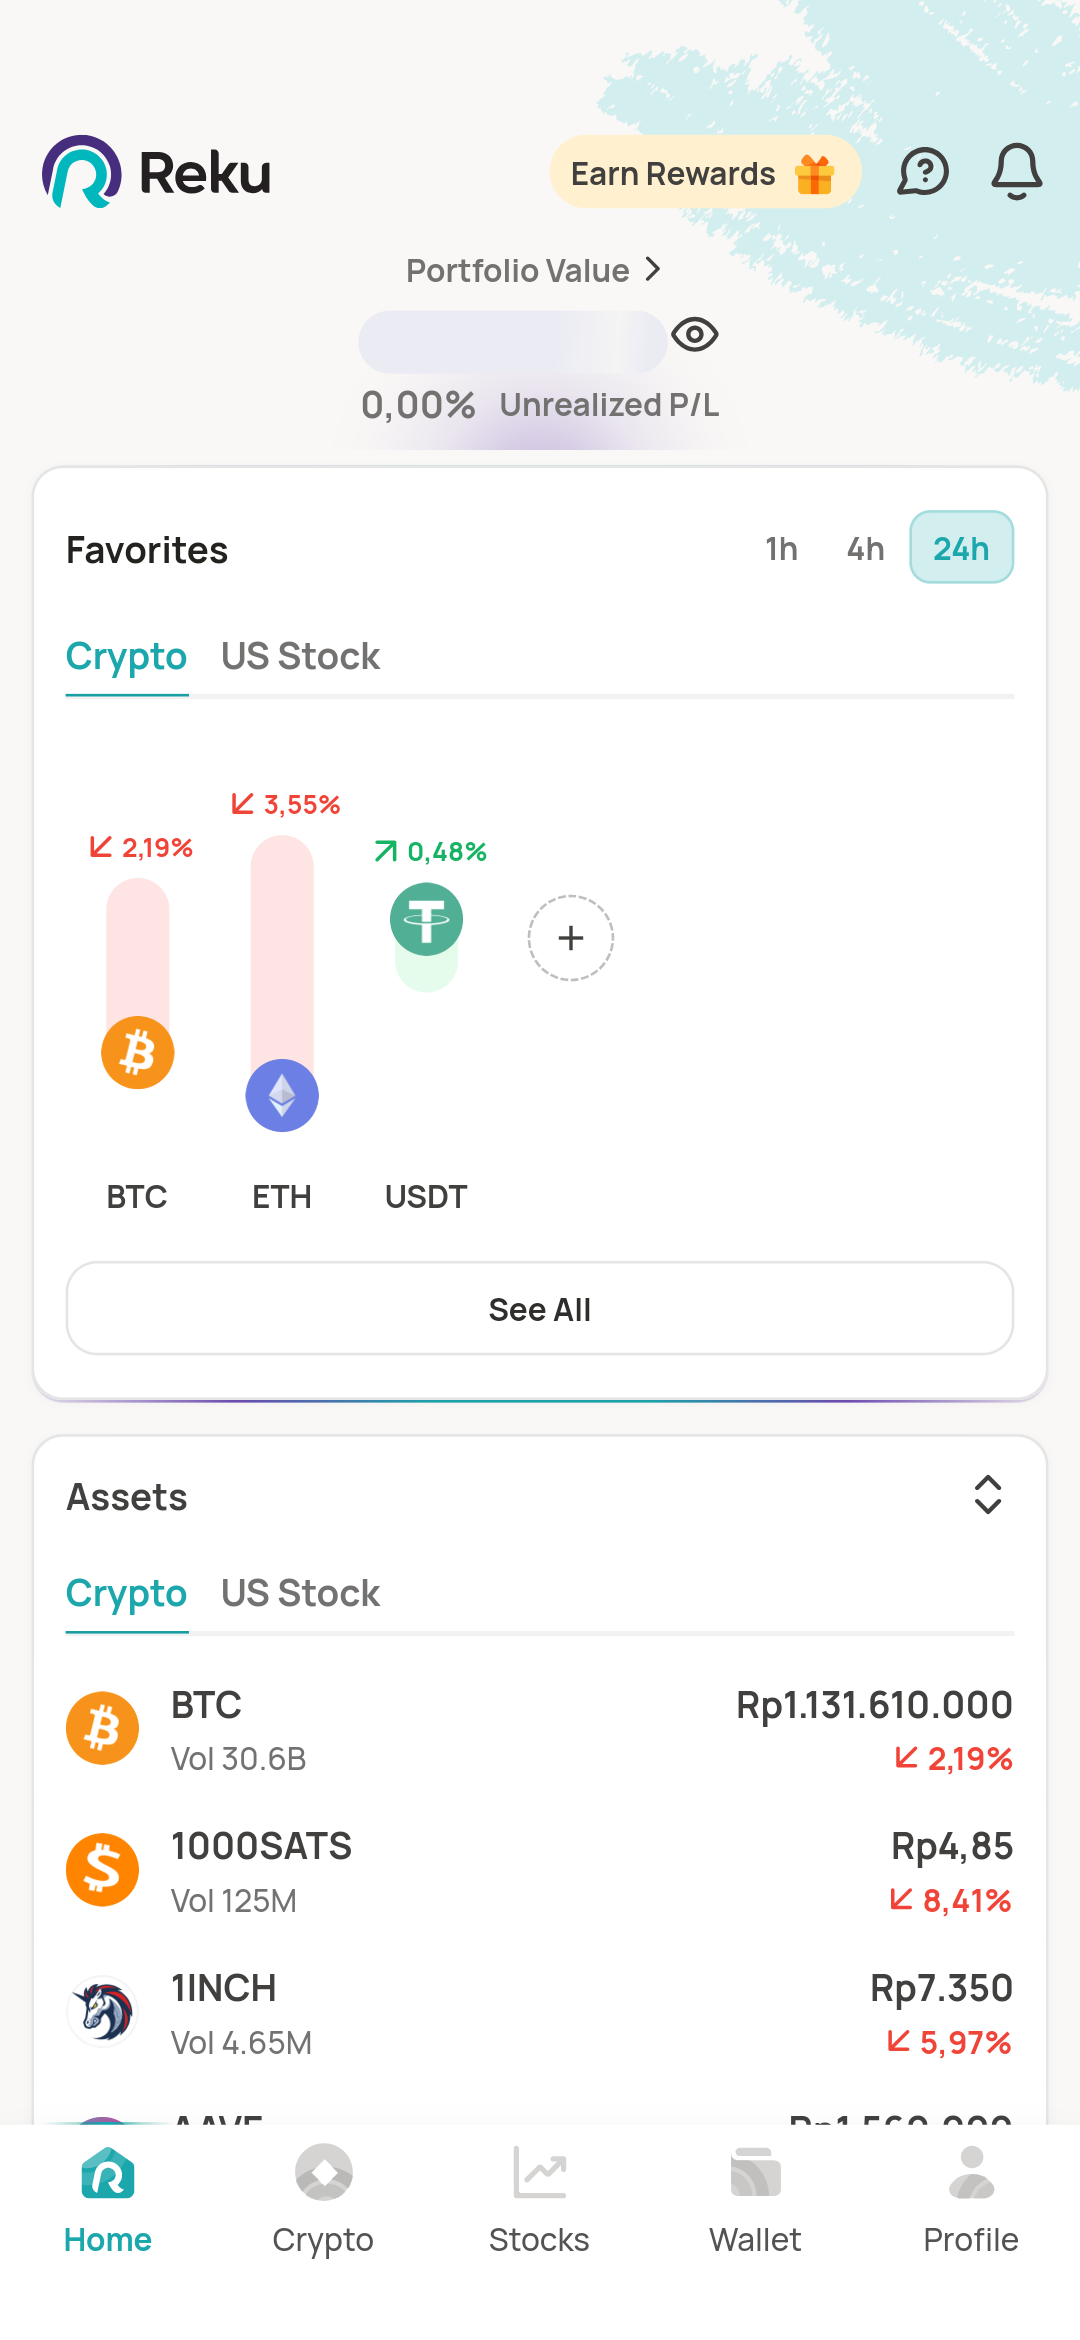 Reku
Earn Rewards
Portfolio Value
0,00% Unrealized P/L
Favorites
1h 4h 24h
Crypto US Stock
3,55%
2,19%
0,48%
BTC ETH USDT
See All
Assets
Crypto US Stock
BTC Rp1.131.610.000
Vol 30.6B 2,19%
1000SATS Rp4,85
Vol 125M 8,41%
1INCH Rp7.350
Vol 4.65M 5,97%
AAVE
Home Crypto Stocks Wallet Profile